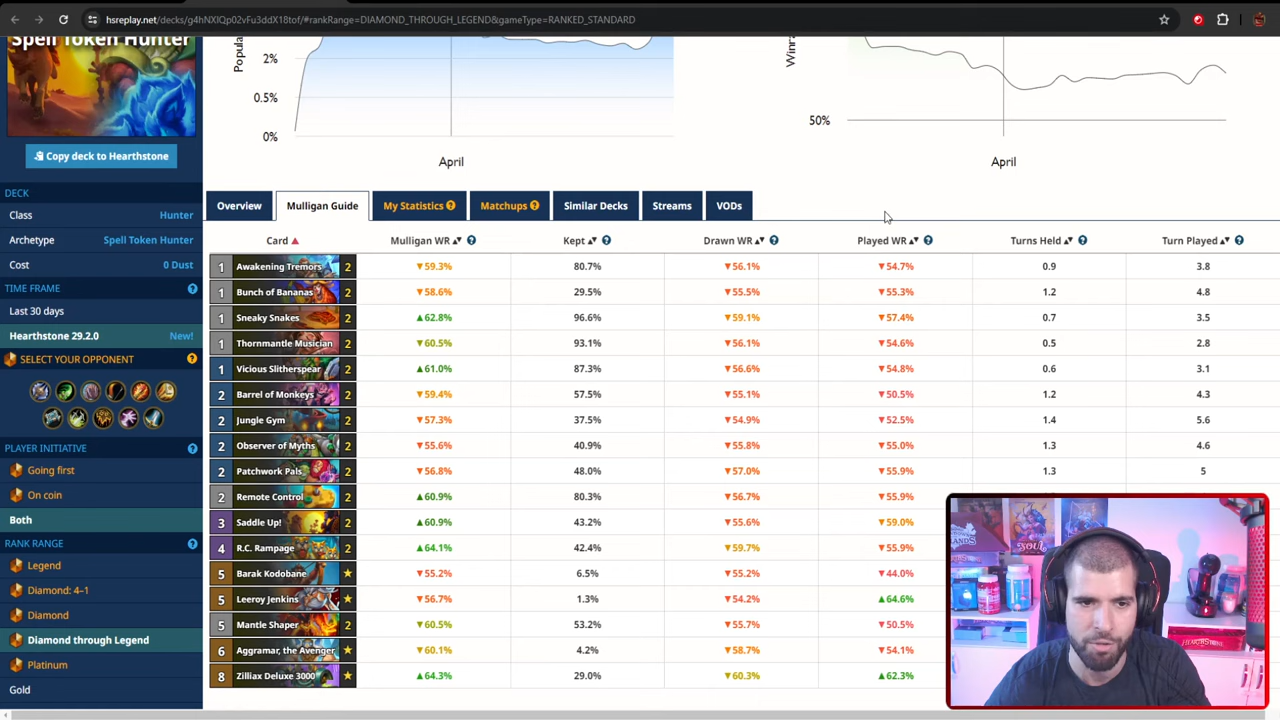 hsreplay.net/decks/g4hNXlQp02vFu3ddX18tof/#rankRange=DIAMOND_THROUGH_LEGEND&gameType=RANKED_STANDARD
Spell Token Hunter
Copy deck to Hearthstone
DECK
Class Hunter
Archetype Spell Token Hunter
Cost 0 Dust
TIME FRAME
Last 30 days
Hearthstone 29.2.0 New!
SELECT YOUR OPPONENT
PLAYER INITIATIVE
Going first
On coin
Both
RANK RANGE
Legend
Diamond: 4–1
Diamond
Diamond through Legend
Platinum
Gold
Popula
2%
0.5%
0%
April
Winra
50%
April
Overview Mulligan Guide My Statistics Matchups Similar Decks Streams VODs
Card Mulligan WR Kept Drawn WR Played WR Turns Held Turn Played
1 Awakening Tremors 2 ▼59.3% 80.7% ▼56.1% ▼54.7% 0.9 3.8
1 Bunch of Bananas 2 ▼58.6% 29.5% ▼55.5% ▼55.3% 1.2 4.8
1 Sneaky Snakes 2 ▲62.8% 96.6% ▼59.1% ▼57.4% 0.7 3.5
1 Thornmantle Musician 2 ▼60.5% 93.1% ▼56.1% ▼54.6% 0.5 2.8
1 Vicious Slitherspear 2 ▲61.0% 87.3% ▼56.6% ▼54.8% 0.6 3.1
2 Barrel of Monkeys 2 ▼59.4% 57.5% ▼55.1% ▼50.5% 1.2 4.3
2 Jungle Gym 2 ▼57.3% 37.5% ▼54.9% ▼52.5% 1.4 5.6
2 Observer of Myths 2 ▼55.6% 40.9% ▼55.8% ▼55.0% 1.3 4.6
2 Patchwork Pals 2 ▼56.8% 48.0% ▼57.0% ▼55.9% 1.3 5
2 Remote Control 2 ▲60.9% 80.3% ▼56.7% ▼55.9%
3 Saddle Up! 2 ▲60.9% 43.2% ▼55.6% ▼59.0%
4 R.C. Rampage 2 ▲64.1% 42.4% ▼59.7% ▼55.9%
5 Barak Kodobane ★ ▼55.2% 6.5% ▼55.2% ▼44.0%
5 Leeroy Jenkins ★ ▼56.7% 1.3% ▼54.2% ▲64.6%
5 Mantle Shaper 2 ▼60.5% 53.2% ▼55.7% ▼50.5%
6 Aggramar, the Avenger ★ ▼60.1% 4.2% ▼58.7% ▼54.1%
8 Zilliax Deluxe 3000 ★ ▲64.3% 29.0% ▼60.3% ▲62.3%